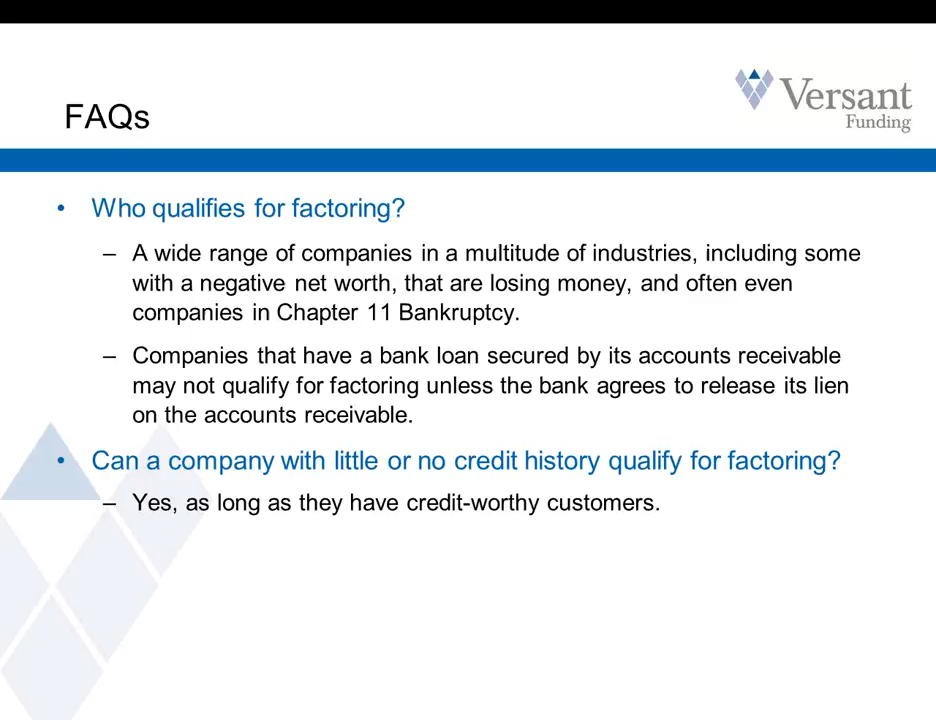 FAQs
Versant
Funding
• Who qualifies for factoring?
– A wide range of companies in a multitude of industries, including some
with a negative net worth, that are losing money, and often even
companies in Chapter 11 Bankruptcy.
– Companies that have a bank loan secured by its accounts receivable
may not qualify for factoring unless the bank agrees to release its lien
on the accounts receivable.
• Can a company with little or no credit history qualify for factoring?
– Yes, as long as they have credit-worthy customers.